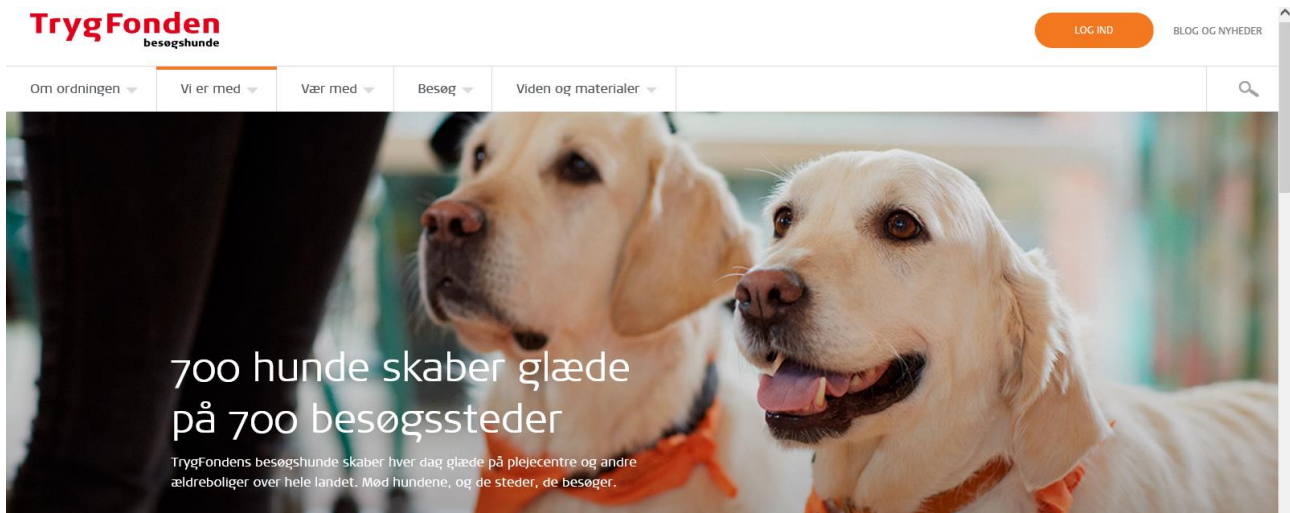 TrygFonden
besøgshunde
LOG IND
BLOG OG NYHEDER
Om ordningen
Vi er med
Vær med
Besøg
Viden og materialer
700 hunde skaber glæde
på 700 besøgssteder
TrygFondens besøgshunde skaber hver dag glæde på plejecentre og andre
ældreboliger over hele landet. Mød hundene, og de steder, de besøger.